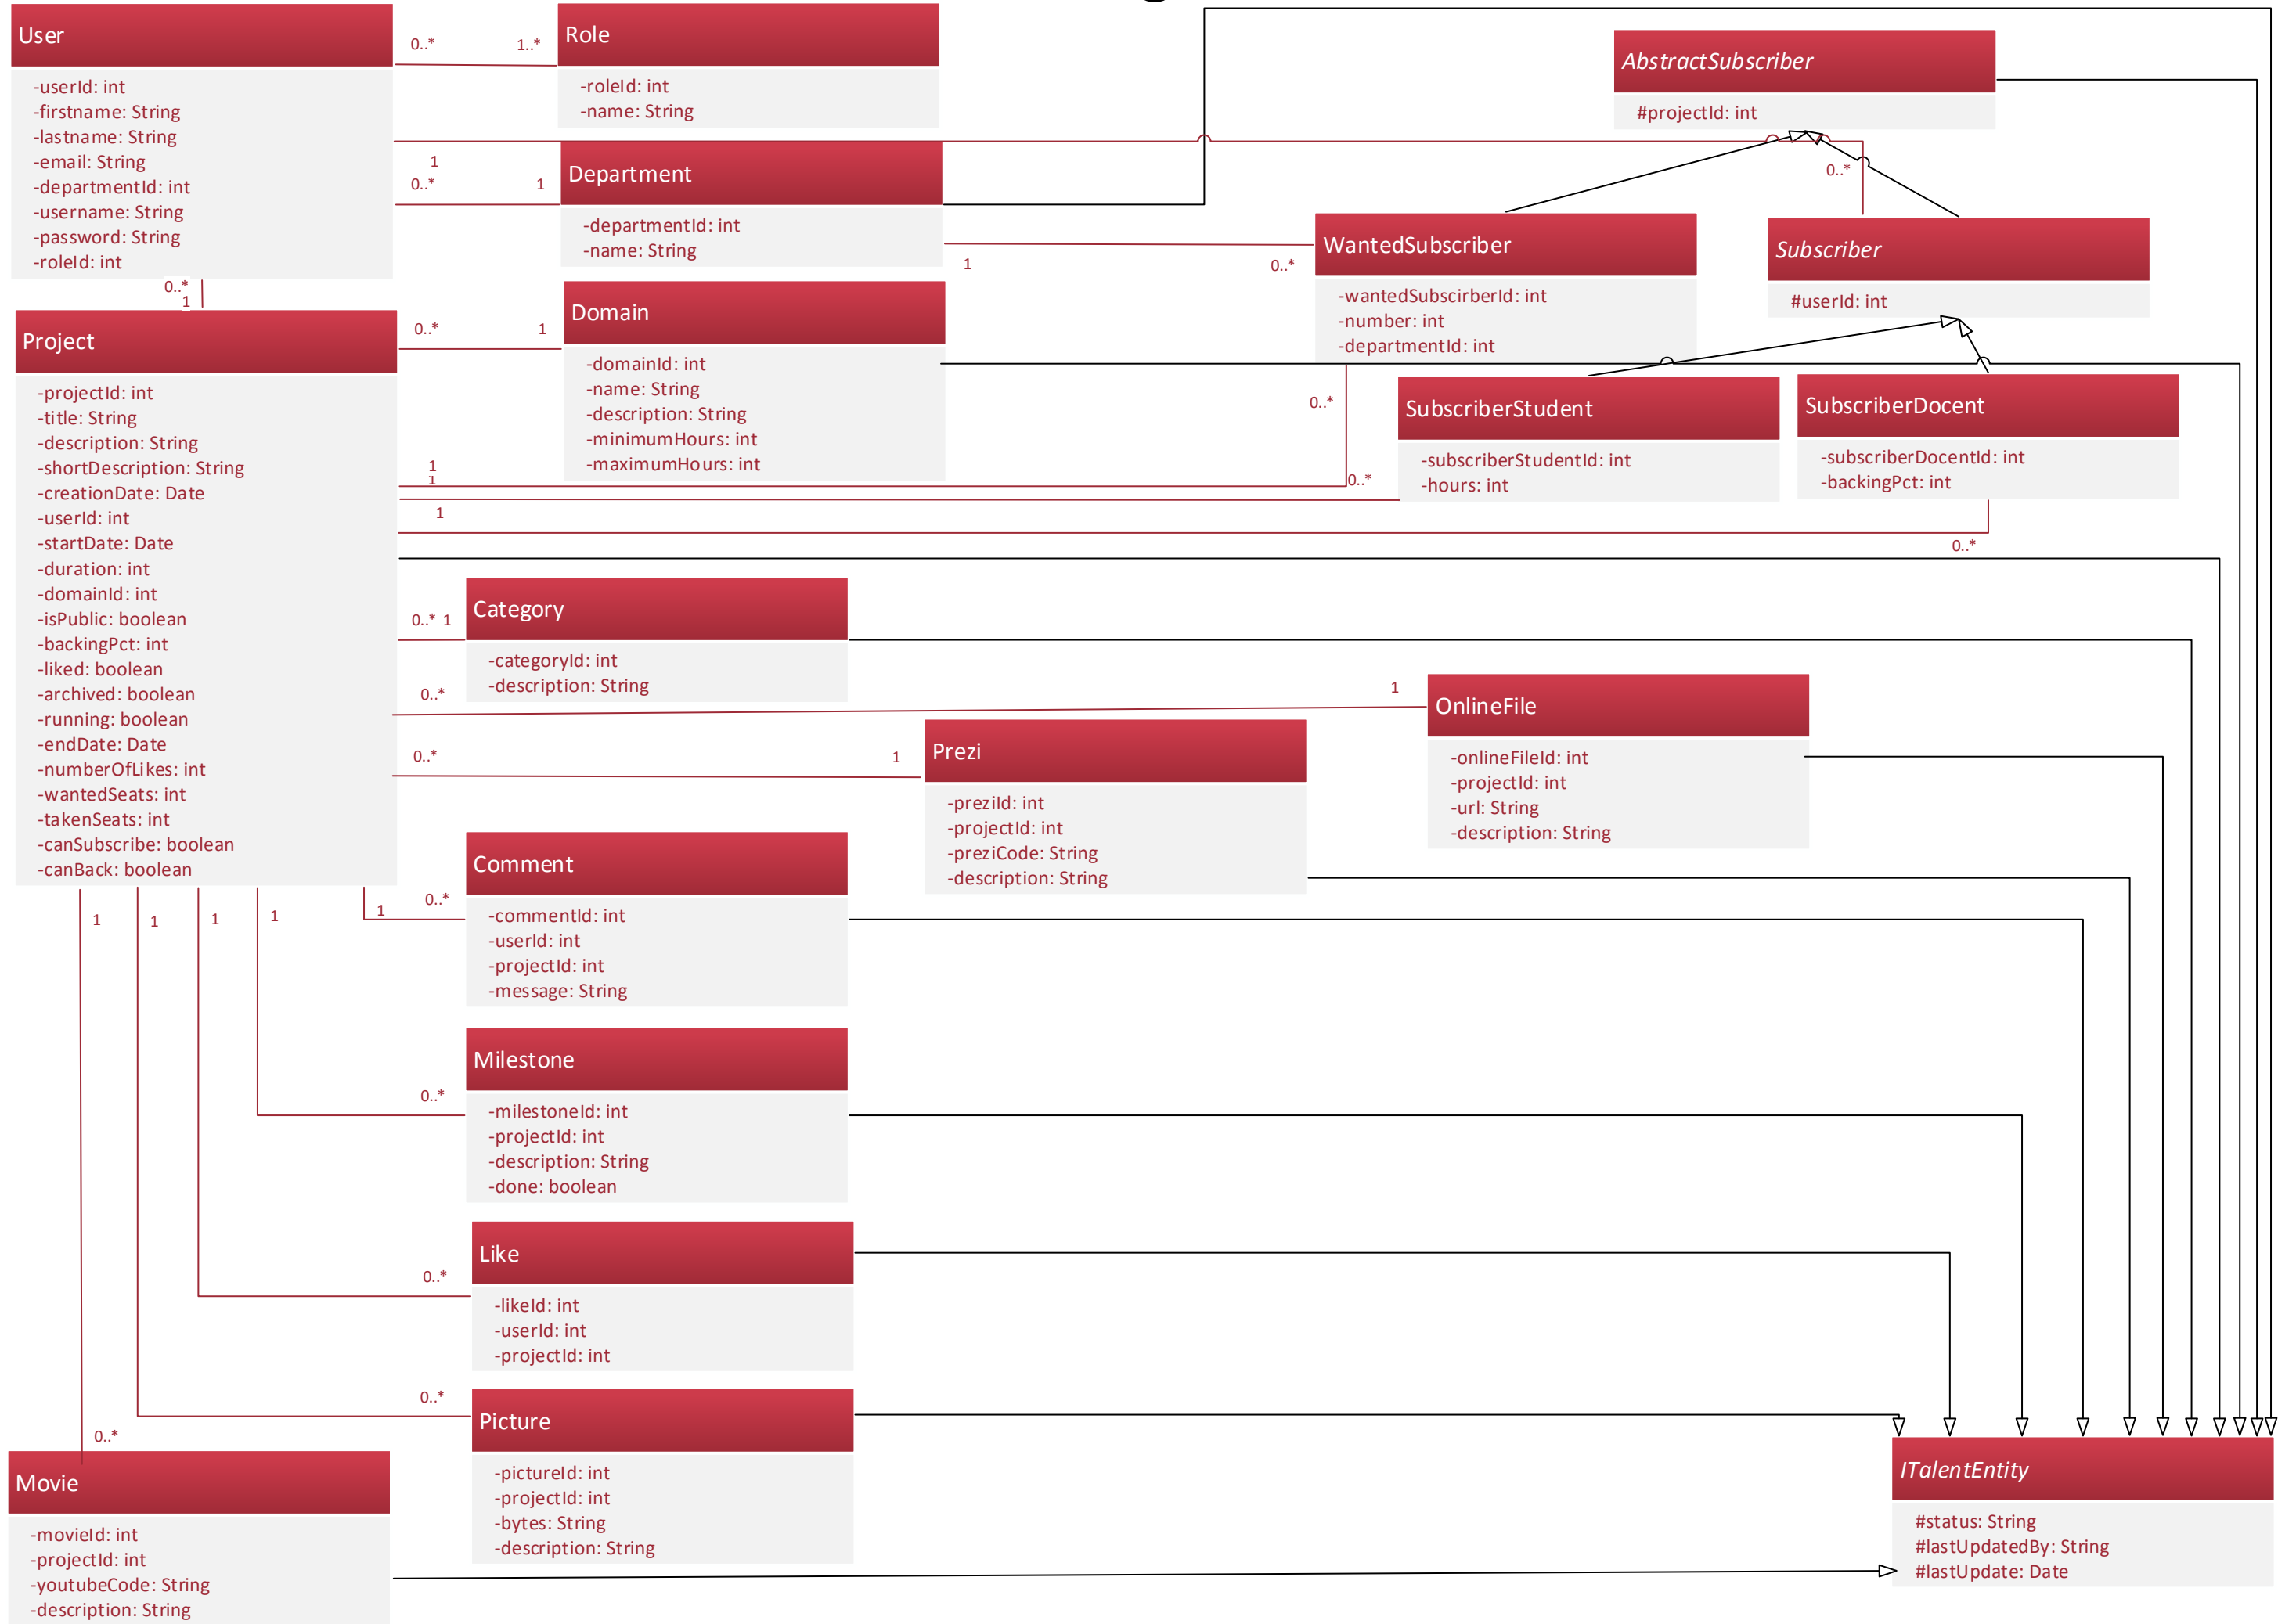 User
-userId: int
-firstname: String
-lastname: String
-email: String
-departmentId: int
-username: String
-password: String
-roleId: int
0..*
1..*
Role
-roleId: int
-name: String
1
0..*
1
Department
-departmentId: int
-name: String
1
0..*
AbstractSubscriber
#projectId: int
0..*
WantedSubscriber
-wantedSubscirberId: int
-number: int
-departmentId: int
Subscriber
#userId: int
0..*
1
Project
-projectId: int
-title: String
-description: String
-shortDescription: String
-creationDate: Date
-userId: int
-startDate: Date
-duration: int
-domainId: int
-isPublic: boolean
-backingPct: int
-liked: boolean
-archived: boolean
-running: boolean
-endDate: Date
-numberOfLikes: int
-wantedSeats: int
-takenSeats: int
-canSubscribe: boolean
-canBack: boolean
0..*
1
Domain
-domainId: int
-name: String
-description: String
-minimumHours: int
-maximumHours: int
0..*
SubscriberStudent
-subscriberStudentId: int
-hours: int
SubscriberDocent
-subscriberDocentId: int
-backingPct: int
1
1
0..*
1
0..*
0..* 1
Category
-categoryId: int
-description: String
0..*
1
OnlineFile
-onlineFileId: int
-projectId: int
-url: String
-description: String
0..*
1
Prezi
-preziId: int
-projectId: int
-preziCode: String
-description: String
1
1
1
1
1
0..*
Comment
-commentId: int
-userId: int
-projectId: int
-message: String
0..*
Milestone
-milestoneId: int
-projectId: int
-description: String
-done: boolean
0..*
Like
-likeId: int
-userId: int
-projectId: int
0..*
Picture
-pictureId: int
-projectId: int
-bytes: String
-description: String
0..*
Movie
-movieId: int
-projectId: int
-youtubeCode: String
-description: String
ITalentEntity
#status: String
#lastUpdatedBy: String
#lastUpdate: Date